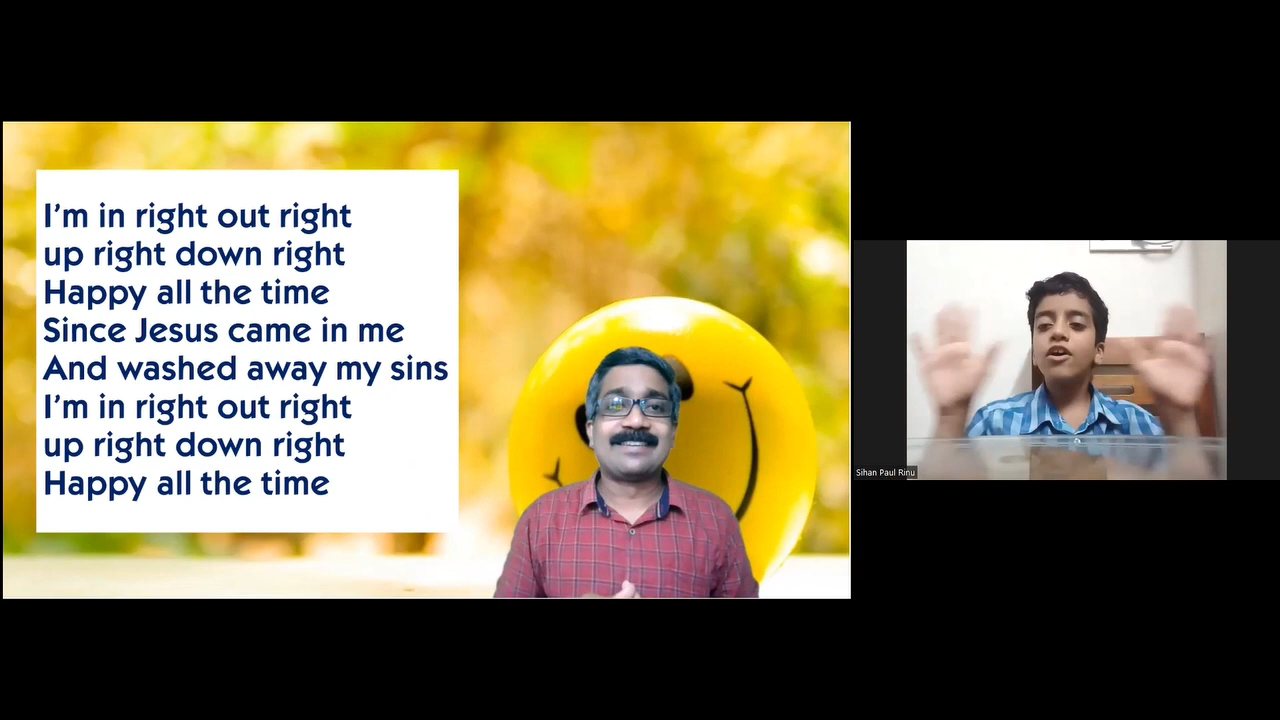 I'm in right out right
up right down right
Happy all the time
Since Jesus came in me
And washed away my sins
I'm in right out right
up right down right
Happy all the time
Sihan Paul Rinu